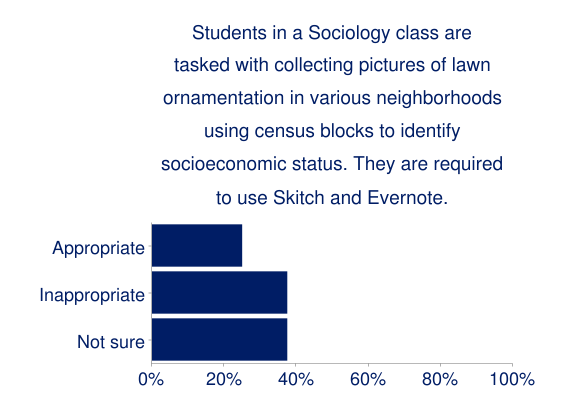 Students in a Sociology class are
tasked with collecting pictures of lawn
ornamentation in various neighborhoods
using census blocks to identify
socioeconomic status. They are required
to use Skitch and Evernote.
Appropriate
Inappropriate
Not sure
0% 20% 40% 60% 80% 100%